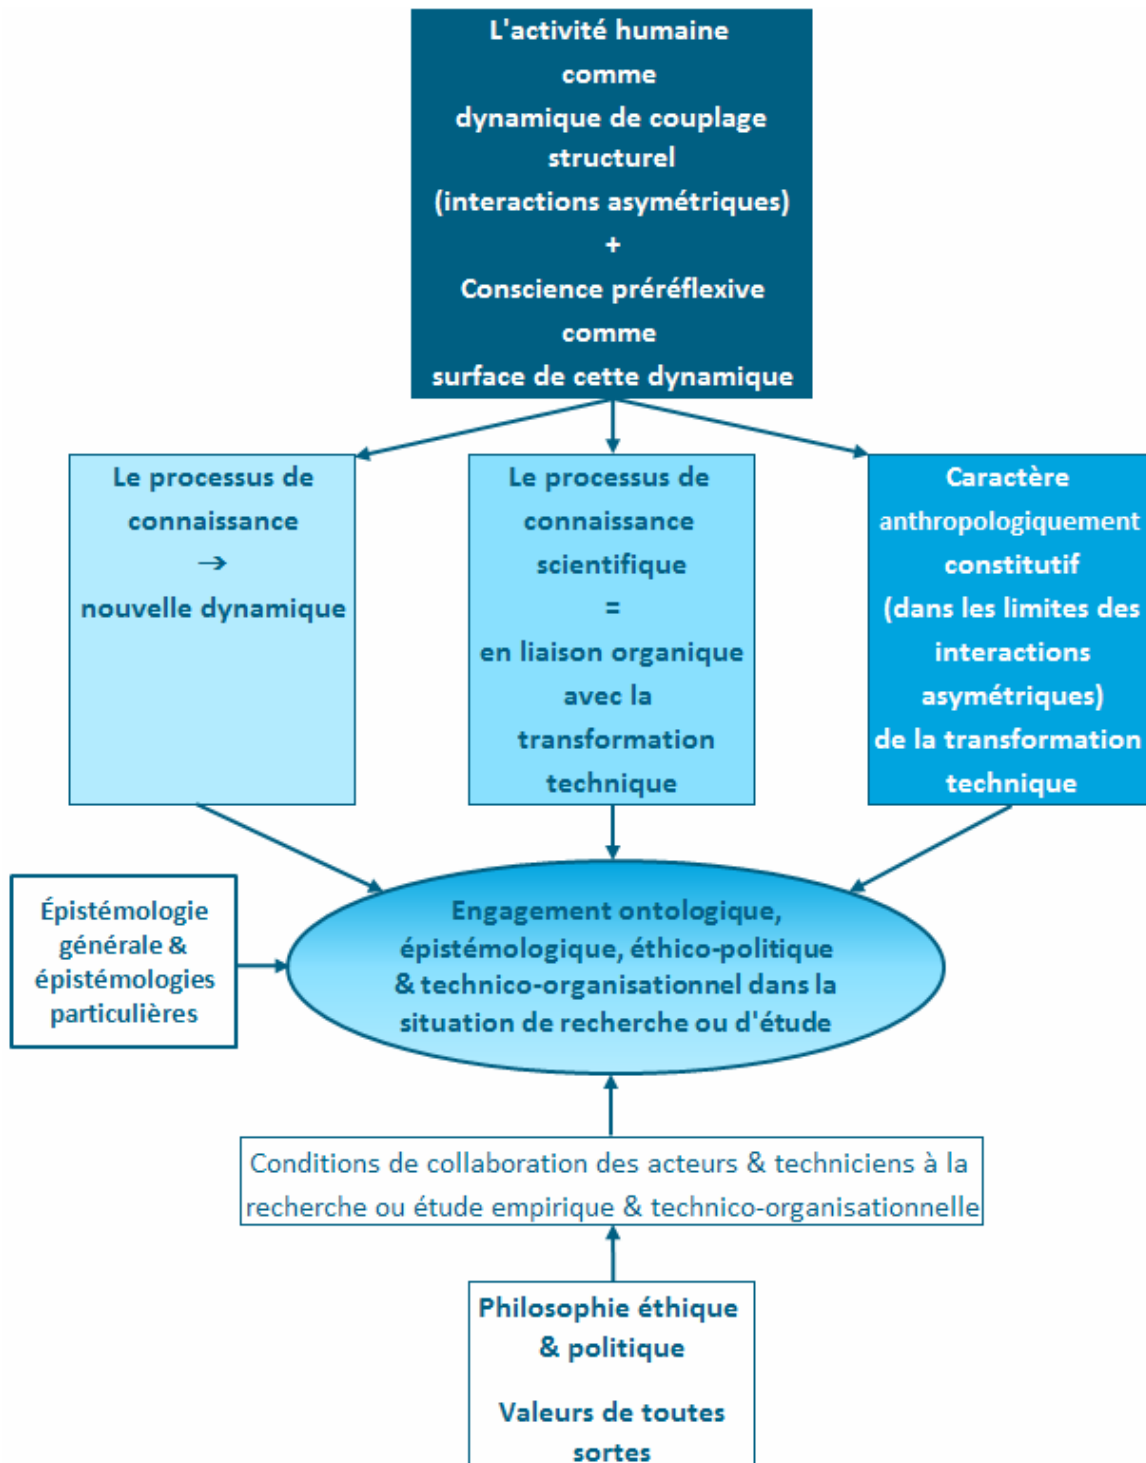 L'activité humaine
comme
dynamique de couplage
structurel
(interactions asymétriques)
+
Conscience préréflexive
comme
surface de cette dynamique
Le processus de
connaissance
→
nouvelle dynamique
Le processus de
connaissance
scientifique
=
en liaison organique
avec la
transformation
technique
Caractère
anthropologiquement
constitutif
(dans les limites des
interactions
asymétriques)
de la transformation
technique
Épistémologie
générale &
épistémologies
particulières
Engagement ontologique,
épistémologique, éthico-politique
& technico-organisationnel dans la
situation de recherche ou d'étude
Conditions de collaboration des acteurs & techniciens à la
recherche ou étude empirique & technico-organisationnelle
Philosophie éthique
& politique
Valeurs de toutes
sortes